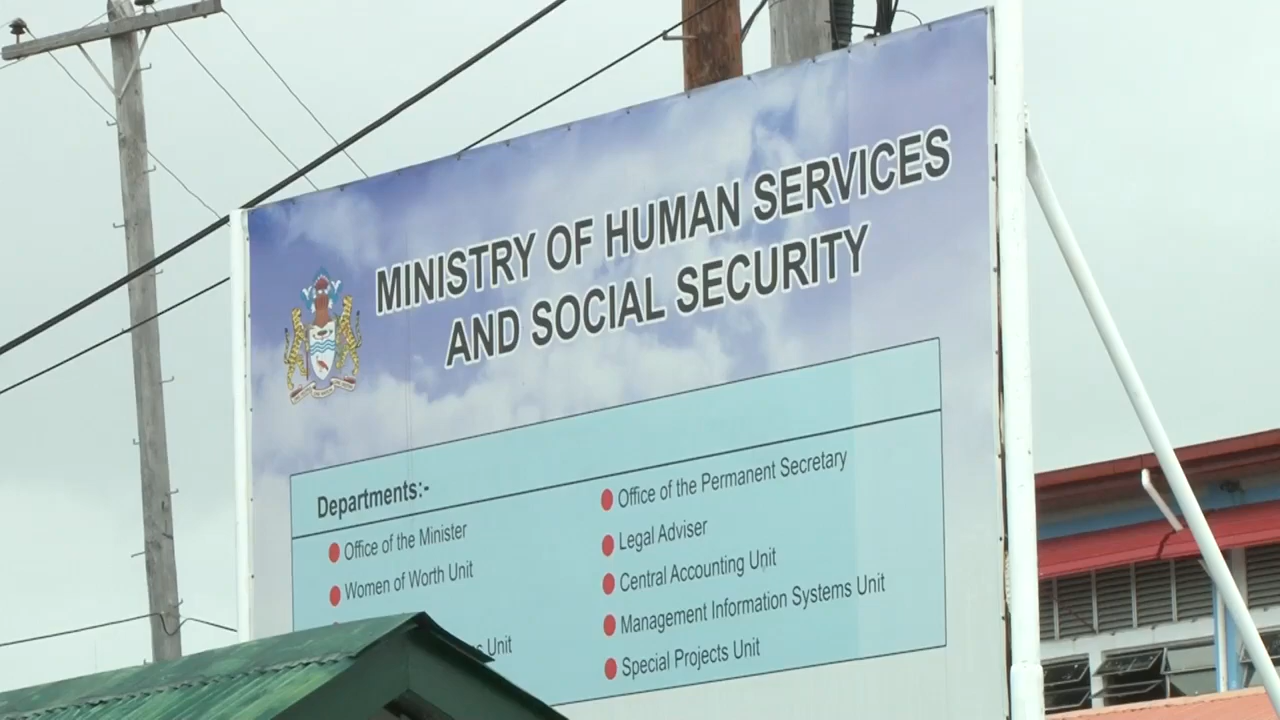 MINISTRY OF HUMAN SERVICES
AND SOCIAL SECURITY
Departments:-
Office of the Minister
Women of Worth Unit
Unit
Office of the Permanent Secretary
Legal Adviser
Central Accounting Unit
Management Information Systems Unit
Special Projects Unit